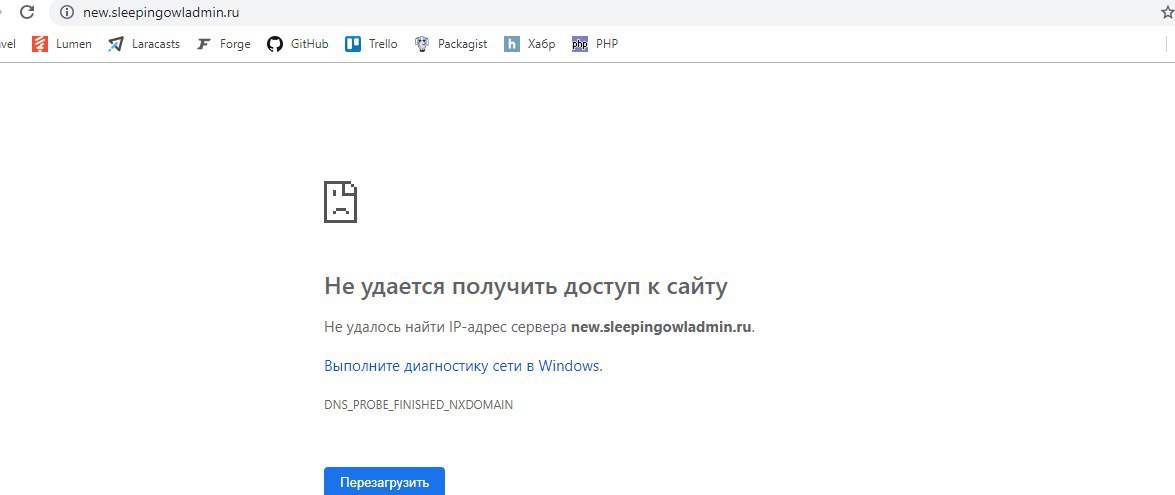 new.sleepingowladmin.ru
vel Lumen Laracasts Forge GitHub Trello Packagist Хабр php PHP
Не удается получить доступ к сайту
Не удалось найти IP-адрес сервера new.sleepingowladmin.ru.
Выполните диагностику сети в Windows.
DNS_PROBE_FINISHED_NXDOMAIN
Перезагрузить